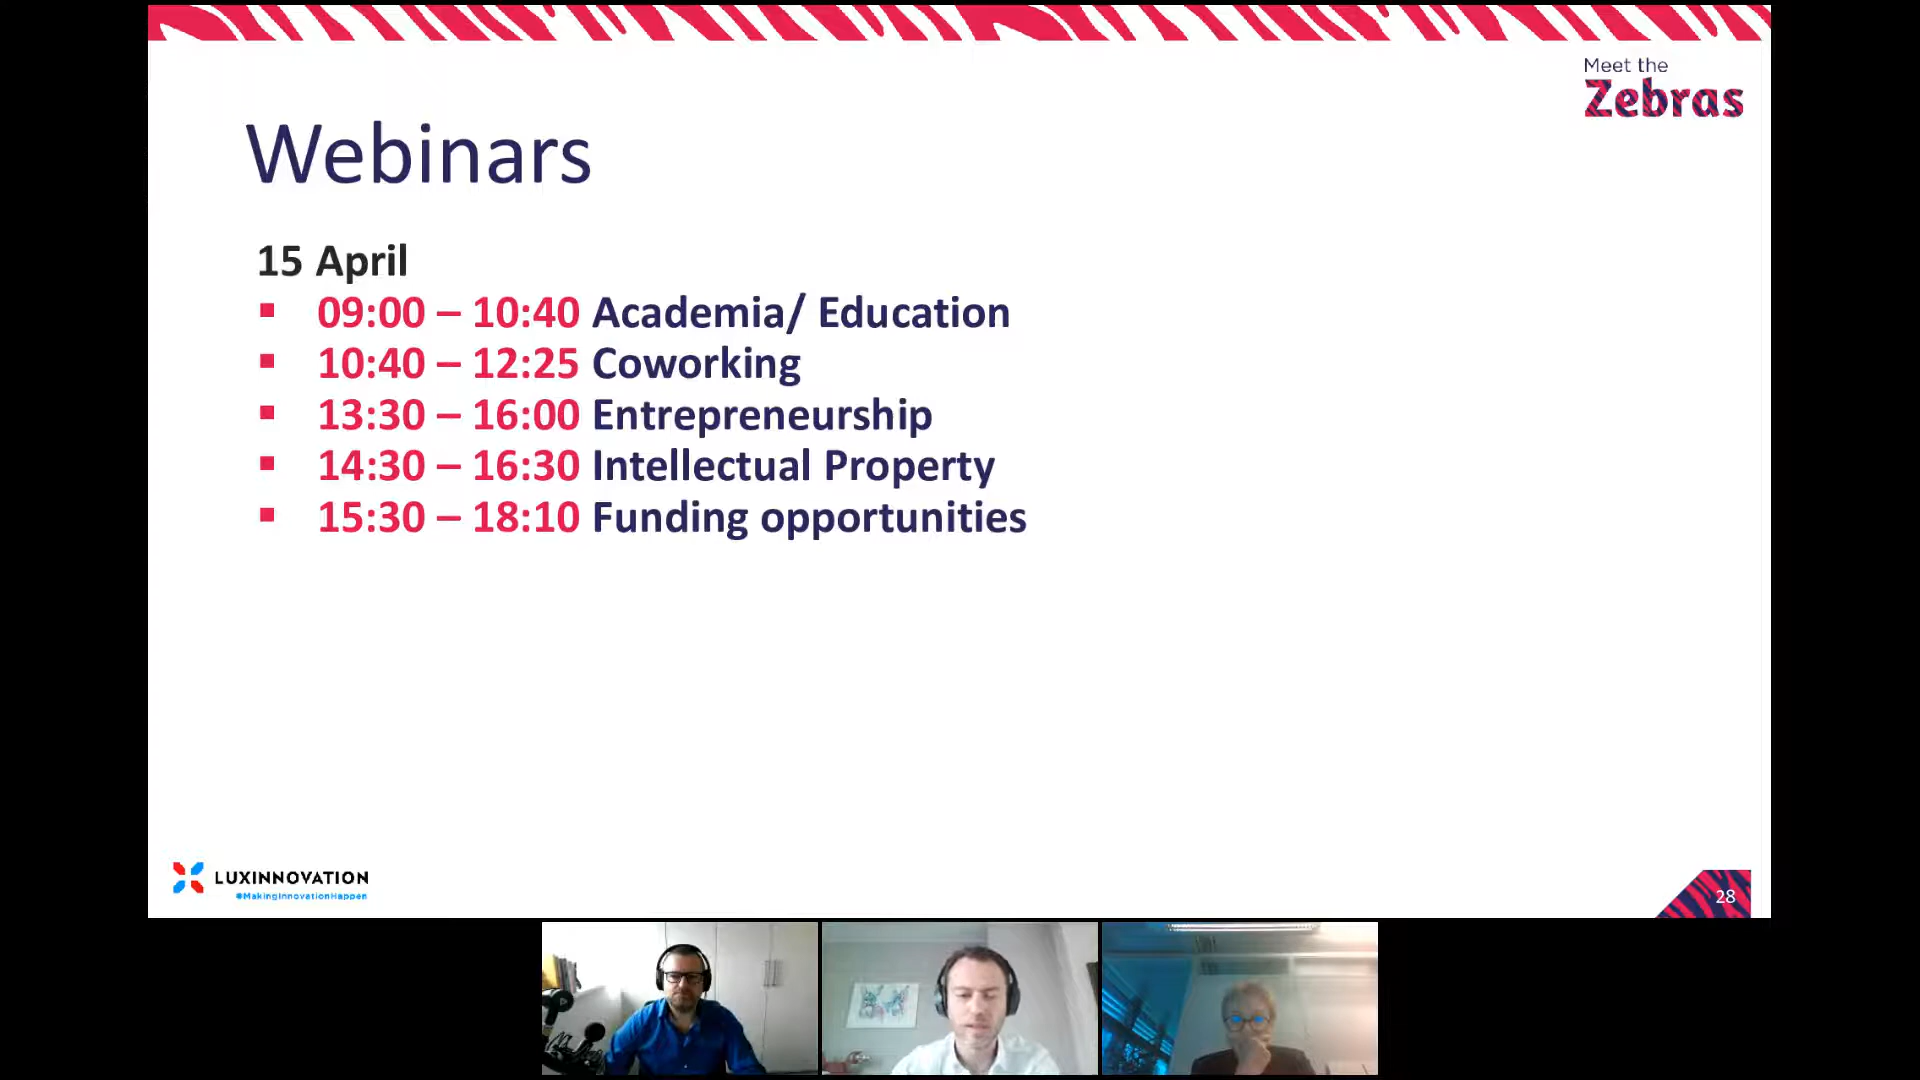 Meet the
Zebras
Webinars
15 April
▪ 09:00 – 10:40 Academia/ Education
▪ 10:40 – 12:25 Coworking
▪ 13:30 – 16:00 Entrepreneurship
▪ 14:30 – 16:30 Intellectual Property
▪ 15:30 – 18:10 Funding opportunities
LUXINNOVATION
#MakingInnovationHappen
28